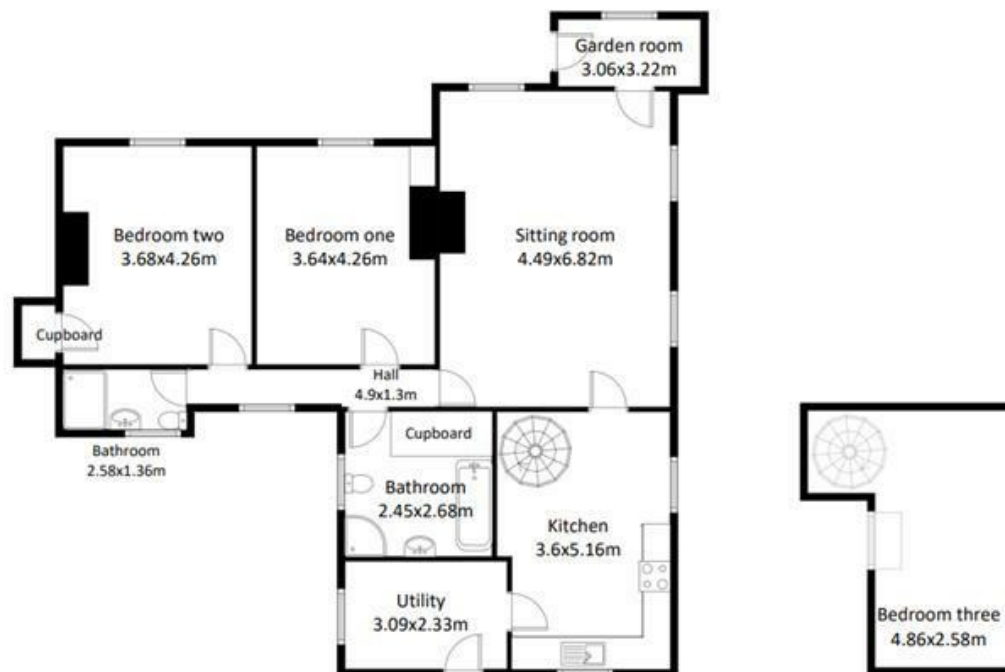 Garden room
3.06x3.22m
Bedroom two
3.68x4.26m
Bedroom one
3.64x4.26m
Sitting room
4.49x6.82m
Cupboard
Hall
4.9x1.3m
Bathroom
2.58x1.36m
Cupboard
Bathroom
2.45x2.68m
Kitchen
3.6x5.16m
Utility
3.09x2.33m
Bedroom three
4.86x2.58m